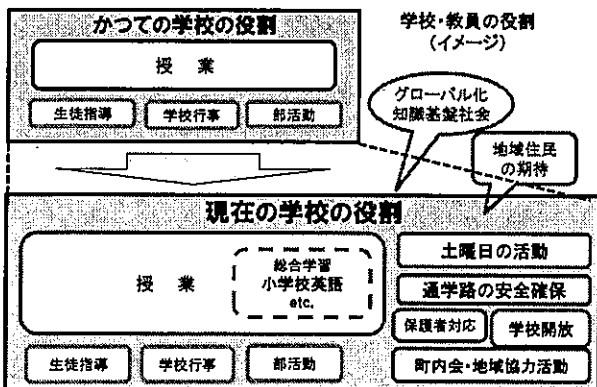 学校・教員の役割
(イメージ)
かつての学校の役割
授 業
生徒指導
学校行事
部活動
グローバル化
知識基盤社会
地域住民
の期待
現在の学校の役割
授 業
総合学習
小学校英語
etc.
生徒指導
学校行事
部活動
土曜日の活動
通学路の安全確保
保護者対応
学校開放
町内会・地域協力活動